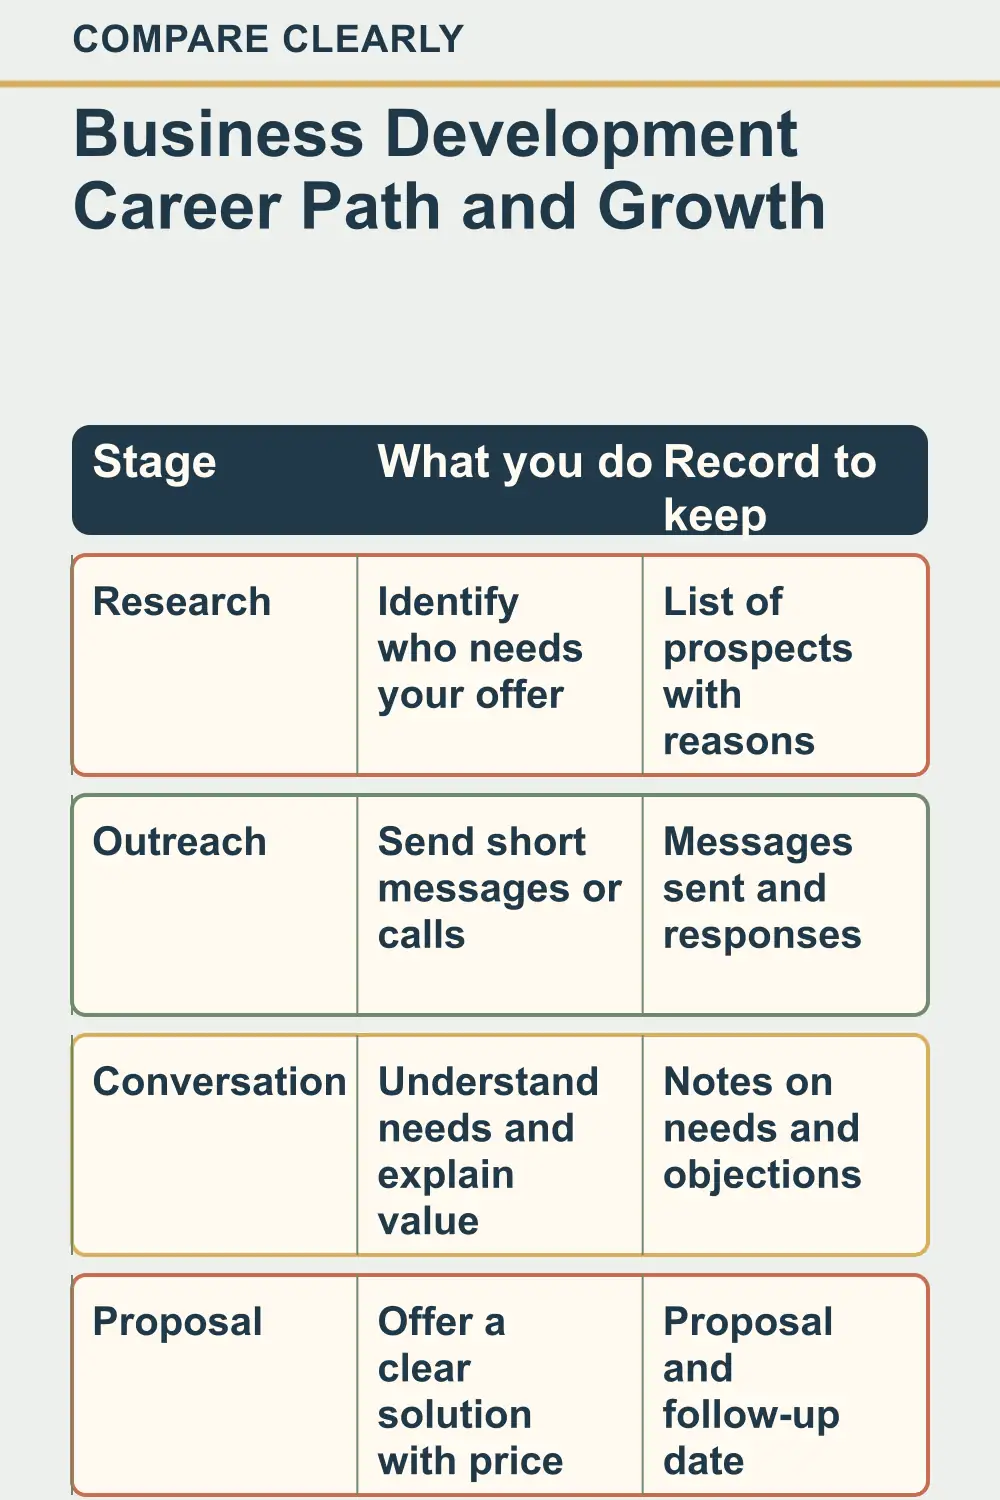 COMPARE CLEARLY
Business Development
Career Path and Growth
Stage What you do Record to
keep
Research
Identify
who needs
your offer
List of
prospects
with
reasons
Outreach
Send short
messages or
calls
Messages
sent and
responses
Conversation
Understand
needs and
explain
value
Notes on
needs and
objections
Proposal
Offer a
clear
solution
with price
Proposal
and
follow-up
date